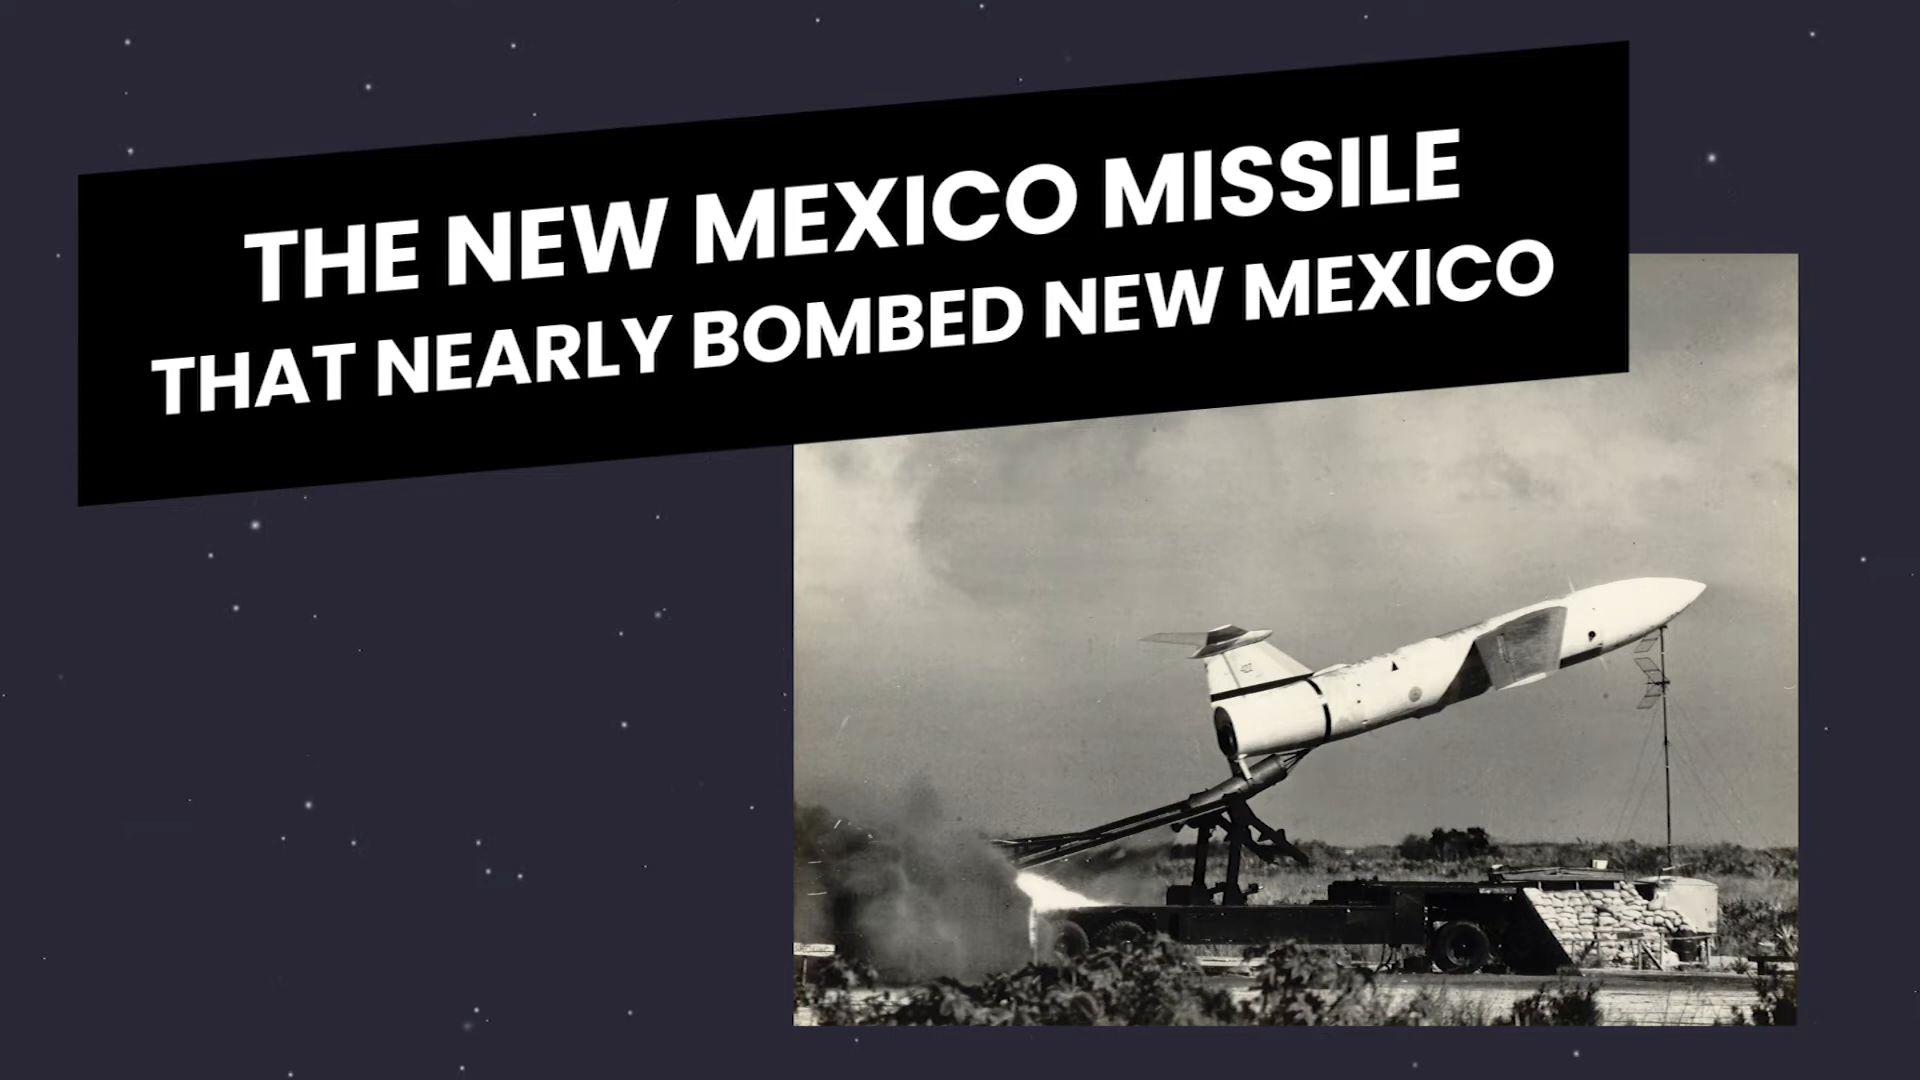 THE NEW MEXICO MISSILE
THAT NEARLY BOMBED NEW MEXICO